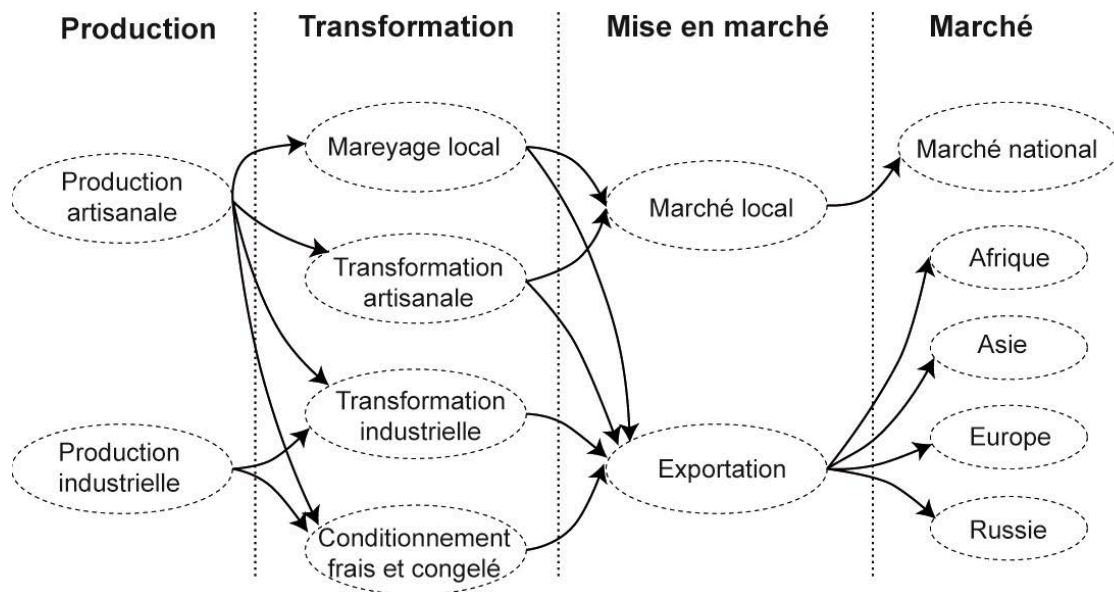 Production
Transformation
Mise en marché
Marché
Production
artisanale
Production
industrielle
Mareyage local
Transformation
artisanale
Transformation
industrielle
Conditionnement
frais et congelé
Marché local
Exportation
Marché national
Afrique
Asie
Europe
Russie